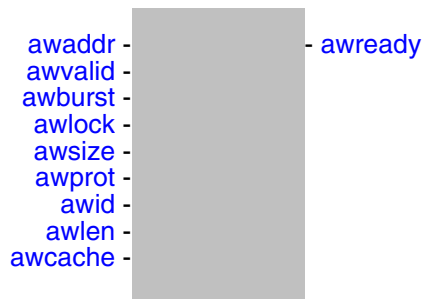 awaddr - - awready
awvalid -
awburst -
awlock -
awsize -
awprot -
awid -
awlen -
awcache -